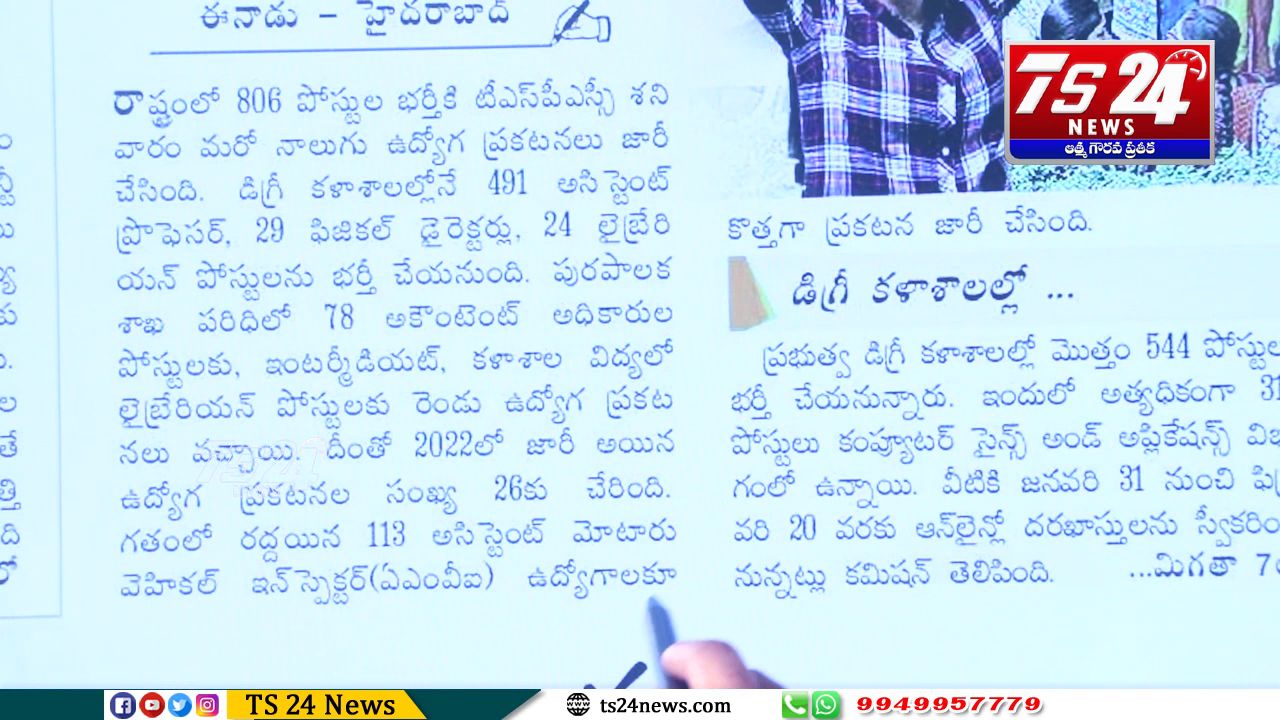 ఈనాడు – హైదరాబాద్
రాష్ట్రంలో 806 పోస్టుల భర్తీకి టీఎస్‌పీఎస్సీ శని
వారం మరో నాలుగు ఉద్యోగ ప్రకటనలు జారీ
చేసింది. డిగ్రీ కళాశాలల్లోనే 491 అసిస్టెంట్
ప్రొఫెసర్, 29 ఫిజికల్ డైరెక్టర్లు, 24 లైబ్రేరి
యన్ పోస్టులను భర్తీ చేయనుంది. పురపాలక
శాఖ పరిధిలో 78 అకౌంటెంట్ అధికారుల
పోస్టులకు, ఇంటర్మీడియట్, కళాశాల విద్యలో
లైబ్రేరియన్ పోస్టులకు రెండు ఉద్యోగ ప్రకట
నలు వచ్చాయి. దీంతో 2022లో జారీ అయిన
ఉద్యోగ ప్రకటనల సంఖ్య 26కు చేరింది.
గతంలో రద్దయిన 113 అసిస్టెంట్ మోటారు
వెహికల్ ఇన్‌స్పెక్టర్(ఏఎంవీఐ) ఉద్యోగాలకూ
కొత్తగా ప్రకటన జారీ చేసింది.
డిగ్రీ కళాశాలల్లో ...
ప్రభుత్వ డిగ్రీ కళాశాలల్లో మొత్తం 544 పోస్టుల
భర్తీ చేయనున్నారు. ఇందులో అత్యధికంగా 31
పోస్టులు కంప్యూటర్ సైన్స్ అండ్ అప్లికేషన్స్ విభ
గంలో ఉన్నాయి. వీటికి జనవరి 31 నుంచి ఫిబ్ర
వరి 20 వరకు ఆన్‌లైన్లో దరఖాస్తులను స్వీకరిం
నున్నట్లు కమిషన్ తెలిపింది. ...మిగతా 7
TS 24
NEWS
ఆత్మ గౌరవ ప్రతీక
TS 24 News
ts24news.com
9949957779